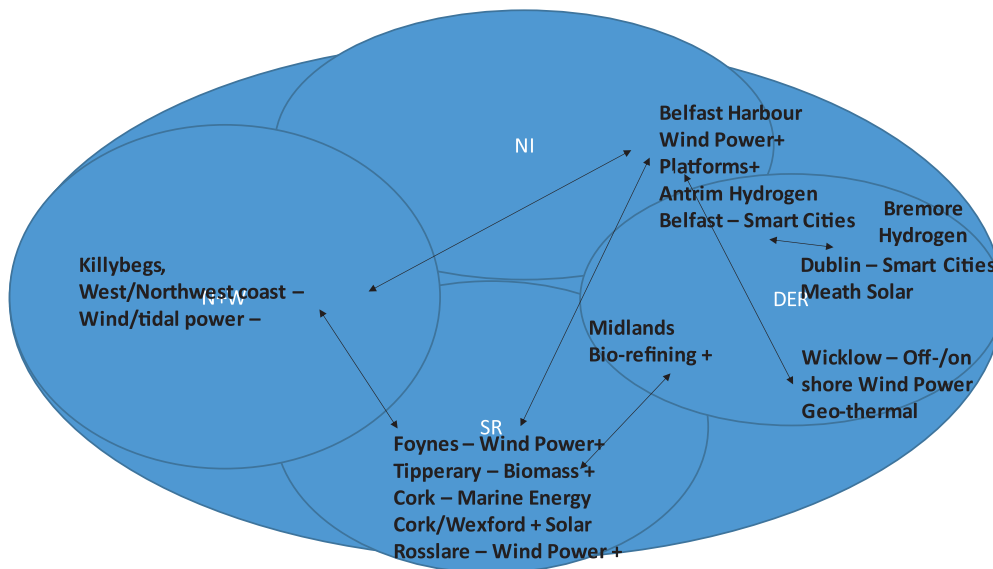 NI
Belfast Harbour
Wind Power+
Platforms+
Antrim Hydrogen
Belfast – Smart Cities
Bremore
Hydrogen
Dublin – Smart Cities
Meath Solar
DER
Killybegs,
West/Northwest coast –
Wind/tidal power –
N+W
Midlands
Bio-refining +
Wicklow – Off-/on
shore Wind Power
Geo-thermal
SR
Foynes – Wind Power+
Tipperary – Biomass +
Cork – Marine Energy
Cork/Wexford + Solar
Rosslare – Wind Power +